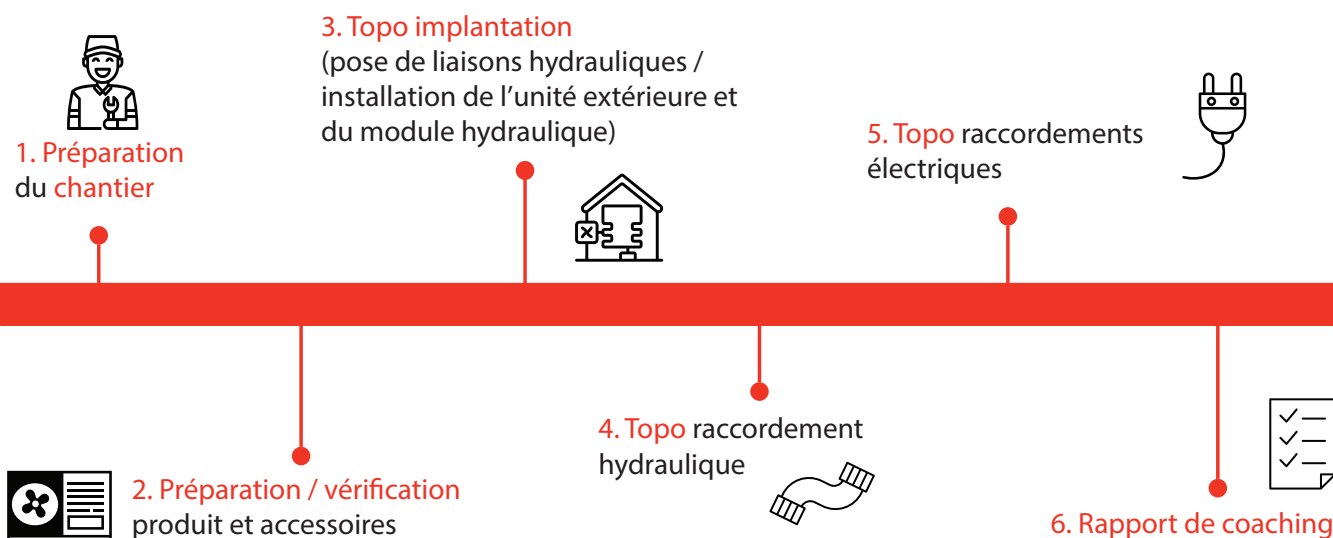 1. Préparation
du chantier
2. Préparation / vérification
produit et accessoires
3. Topo implantation
(pose de liaisons hydrauliques /
installation de l’unité extérieure et
du module hydraulique)
4. Topo raccordement
hydraulique
5. Topo raccordements
électriques
6. Rapport de coaching